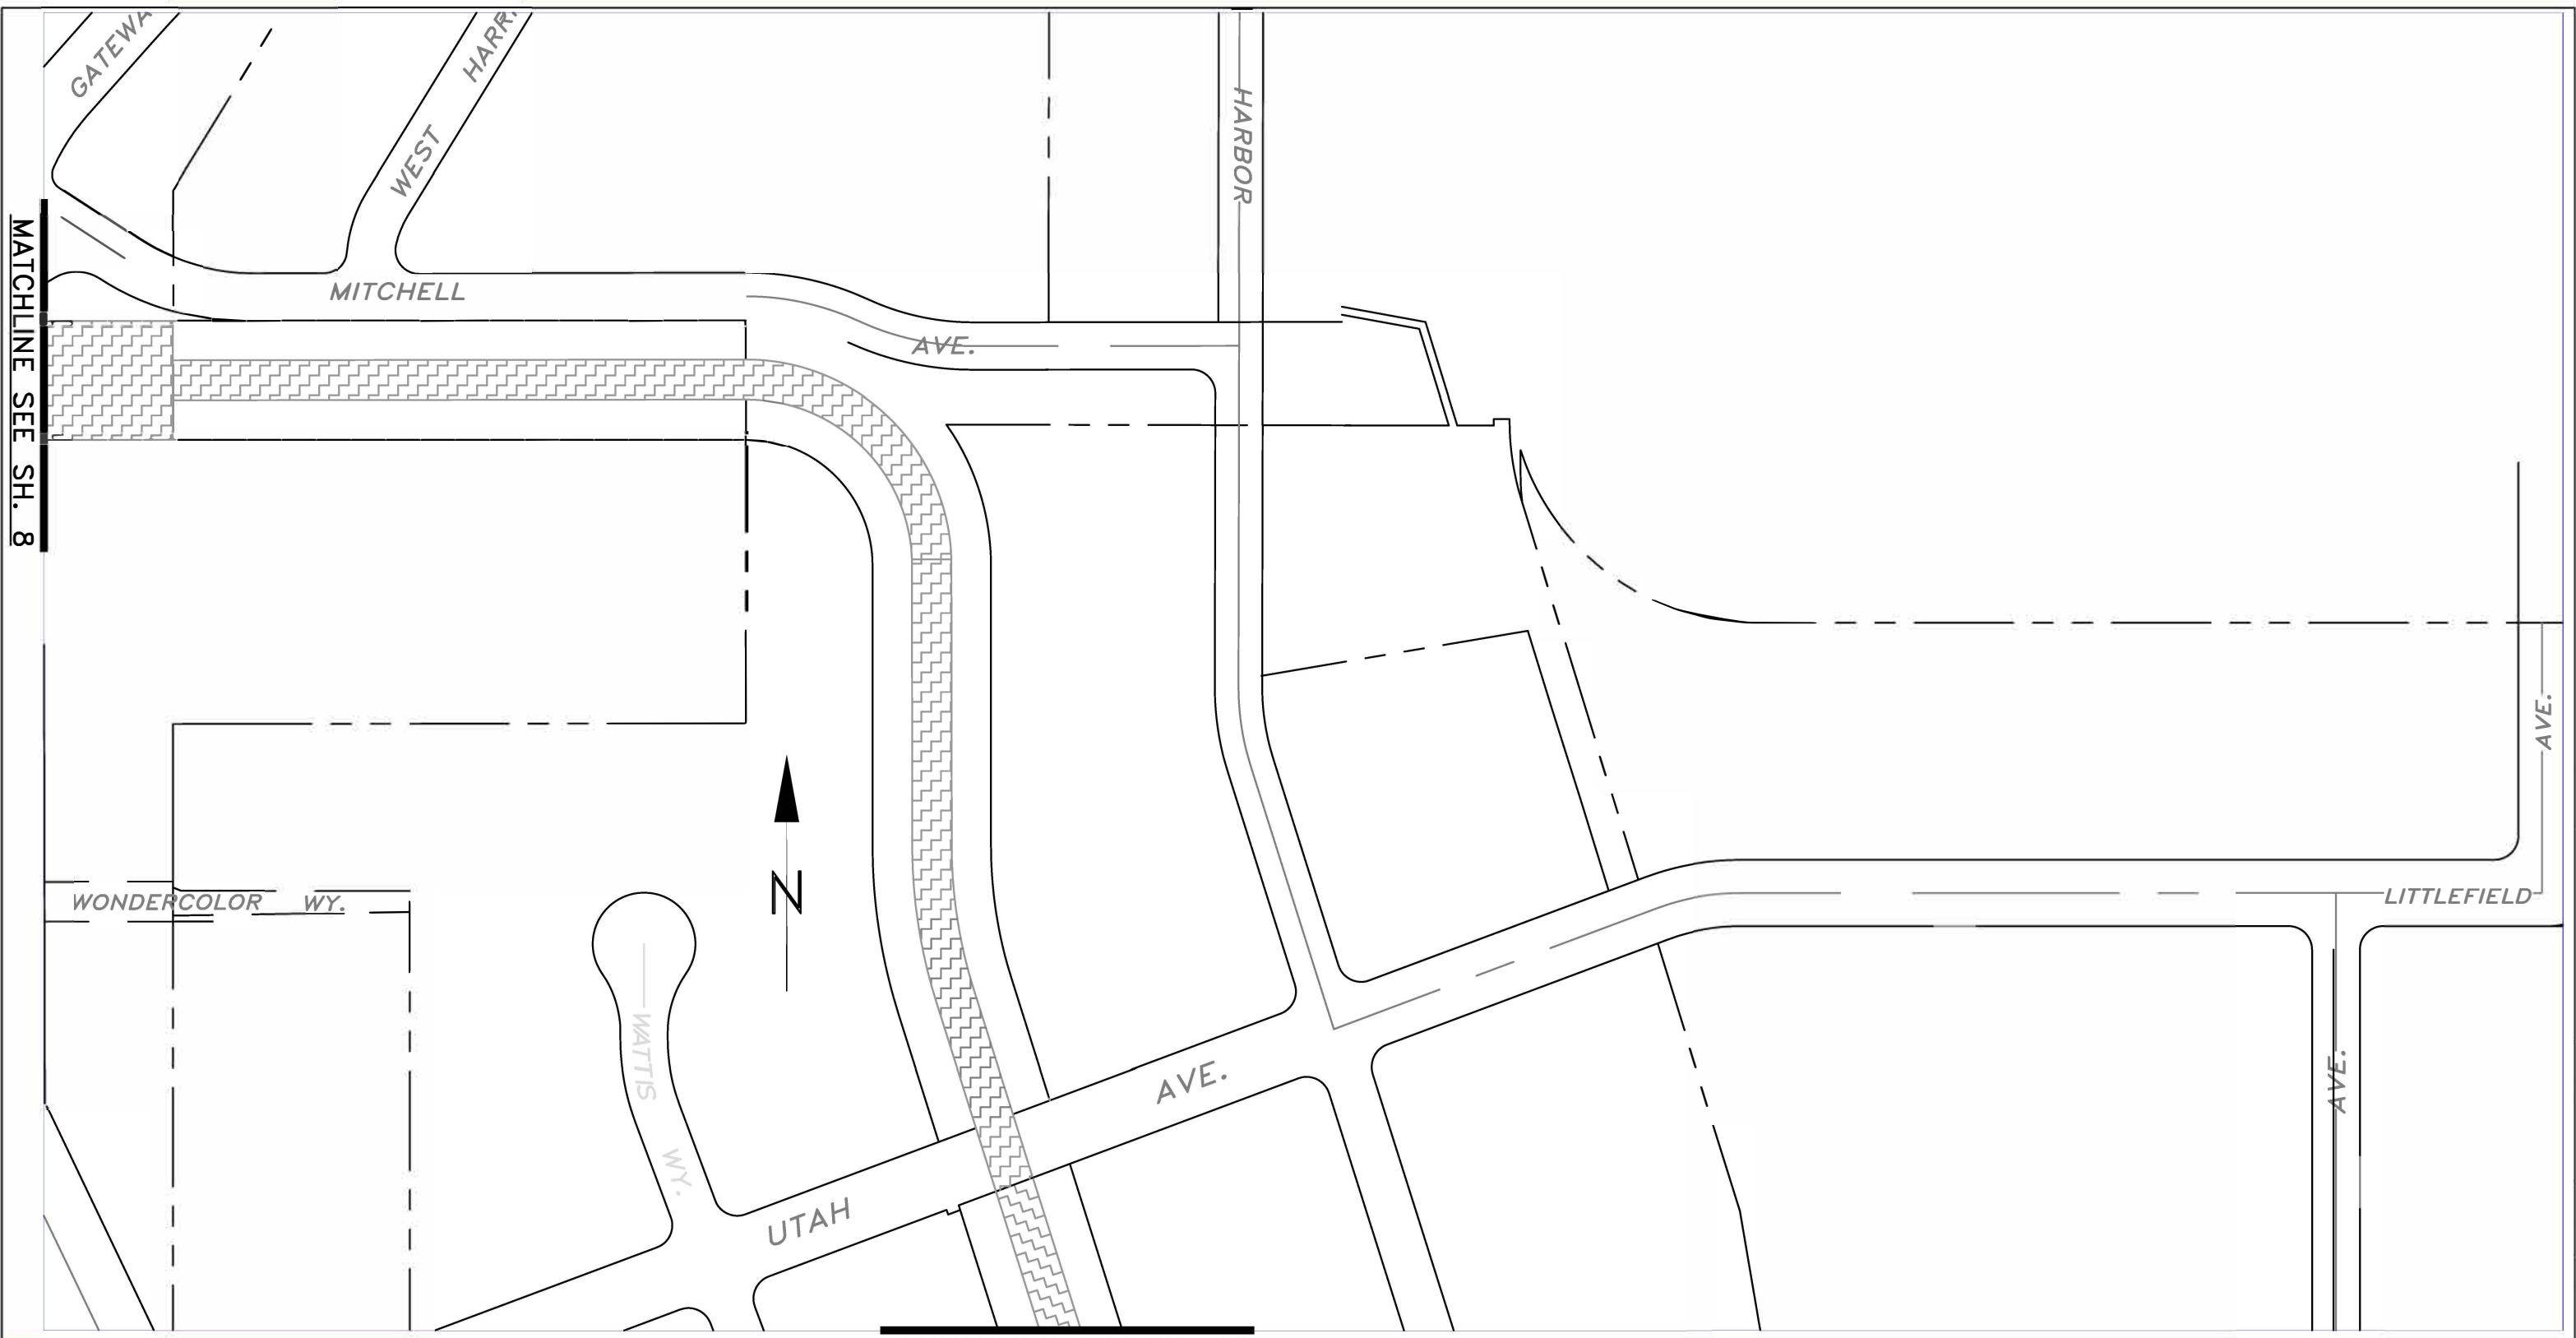 GATEWA
WEST HARR
HARBOR
MATCHLINE SEE SH. 8
MITCHELL
AVE.
AVE.
WONDERCOLOR WY.
N
LITTLEFIELD
WATTIS WY.
AVE.
AVE.
UTAH